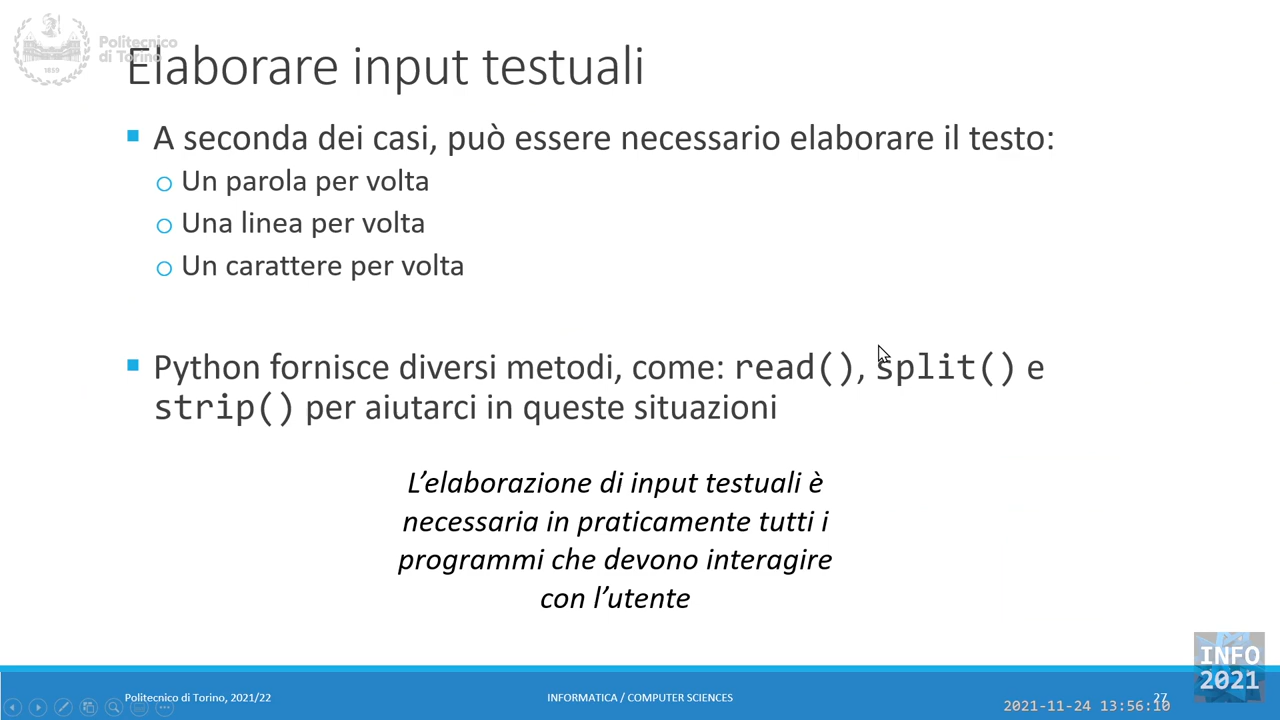 Politecnico
di Torino
1859
Elaborare input testuali
A seconda dei casi, può essere necessario elaborare il testo:
Un parola per volta
Una linea per volta
Un carattere per volta
Python fornisce diversi metodi, come: read(), split() e
strip() per aiutarci in queste situazioni
L’elaborazione di input testuali è
necessaria in praticamente tutti i
programmi che devono interagire
con l’utente
INFO
2021
Politecnico di Torino, 2021/22
INFORMATICA / COMPUTER SCIENCES
27
2021-11-24 13:56:10